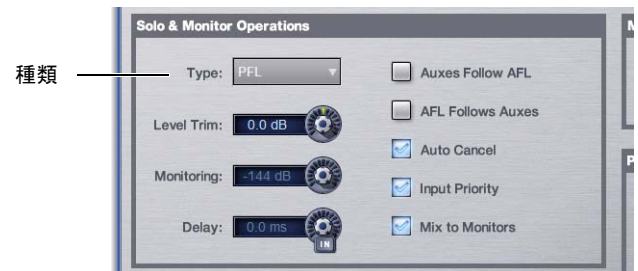 Solo & Monitor Operations
種類
Type: PFL
Level Trim: 0.0 dB
Monitoring: -144 dB
Delay: 0.0 ms
IN
Auxes Follow AFL
AFL Follows Auxes
Auto Cancel
Input Priority
Mix to Monitors